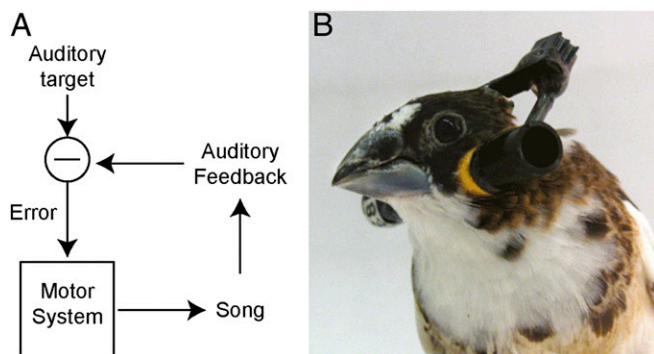 A
B
Auditory
target
Auditory
Feedback
Error
Motor
System
Song